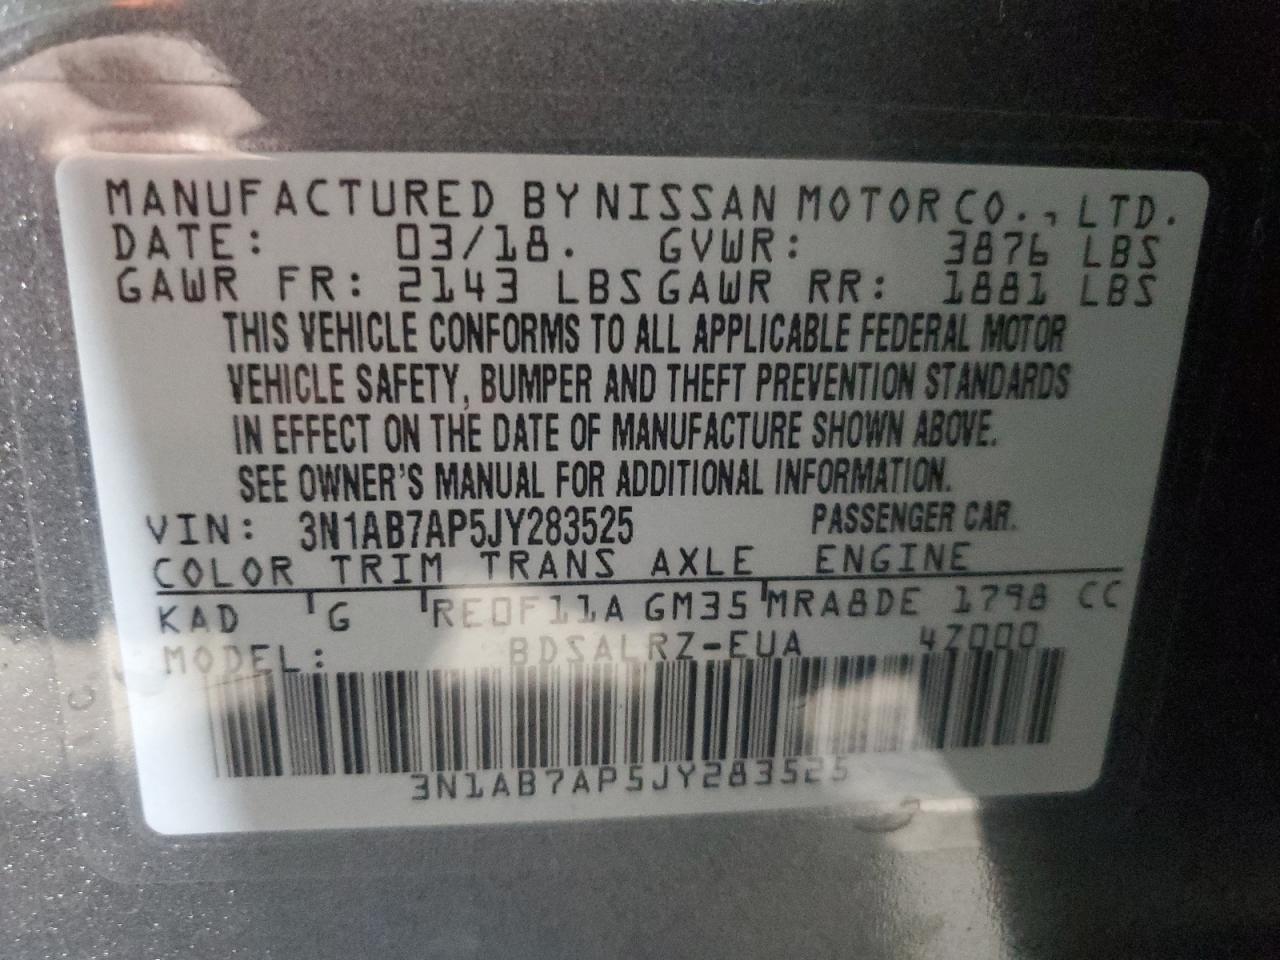 MANUFACTURED BY NISSAN MOTOR CO., LTD.
DATE: 03/18. GVWR: 3876 LBS
GAWR FR: 2143 LBS GAWR RR: 1881 LBS
THIS VEHICLE CONFORMS TO ALL APPLICABLE FEDERAL MOTOR
VEHICLE SAFETY, BUMPER AND THEFT PREVENTION STANDARDS
IN EFFECT ON THE DATE OF MANUFACTURE SHOWN ABOVE.
SEE OWNER'S MANUAL FOR ADDITIONAL INFORMATION.
VIN: 3N1AB7AP5JY283525 PASSENGER CAR.
COLOR TRIM TRANS AXLE ENGINE
KAD G RE0F11A GM35 MRA8DE 1798 CC
MODEL: BDSALRZ-EUA 4Z000
3N1AB7AP5JY283525